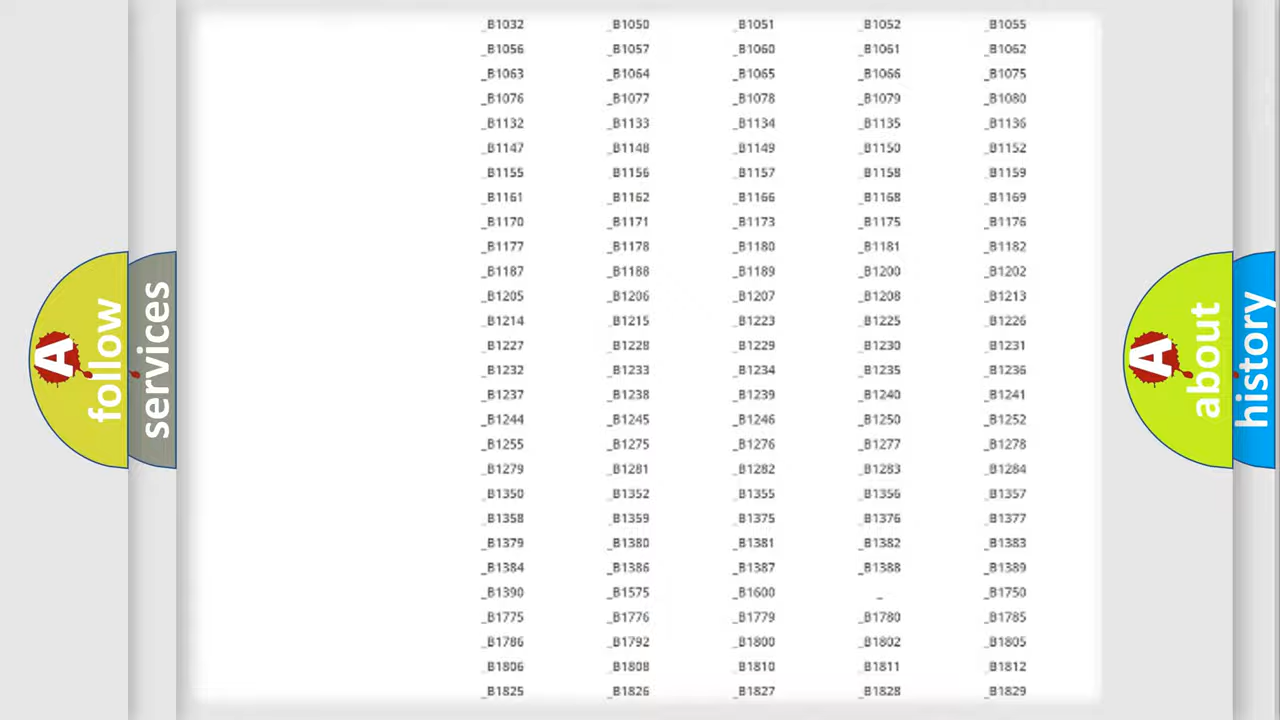 _B1032 _B1050 _B1051 _B1052 _B1055
_B1056 _B1057 _B1060 _B1061 _B1062
_B1063 _B1064 _B1065 _B1066 _B1075
_B1076 _B1077 _B1078 _B1079 _B1080
_B1132 _B1133 _B1134 _B1135 _B1136
_B1147 _B1148 _B1149 _B1150 _B1152
_B1155 _B1156 _B1157 _B1158 _B1159
_B1161 _B1162 _B1166 _B1168 _B1169
_B1170 _B1171 _B1173 _B1175 _B1176
_B1177 _B1178 _B1180 _B1181 _B1182
_B1187 _B1188 _B1189 _B1200 _B1202
_B1205 _B1206 _B1207 _B1208 _B1213
_B1214 _B1215 _B1223 _B1225 _B1226
_B1227 _B1228 _B1229 _B1230 _B1231
_B1232 _B1233 _B1234 _B1235 _B1236
_B1237 _B1238 _B1239 _B1240 _B1241
_B1244 _B1245 _B1246 _B1250 _B1252
_B1255 _B1275 _B1276 _B1277 _B1278
_B1279 _B1281 _B1282 _B1283 _B1284
_B1350 _B1352 _B1355 _B1356 _B1357
_B1358 _B1359 _B1375 _B1376 _B1377
_B1379 _B1380 _B1381 _B1382 _B1383
_B1384 _B1386 _B1387 _B1388 _B1389
_B1390 _B1575 _B1600 _ _B1750
_B1775 _B1776 _B1779 _B1780 _B1785
_B1786 _B1792 _B1800 _B1802 _B1805
_B1806 _B1808 _B1810 _B1811 _B1812
_B1825 _B1826 _B1827 _B1828 _B1829
A
follow
services
A
about
history